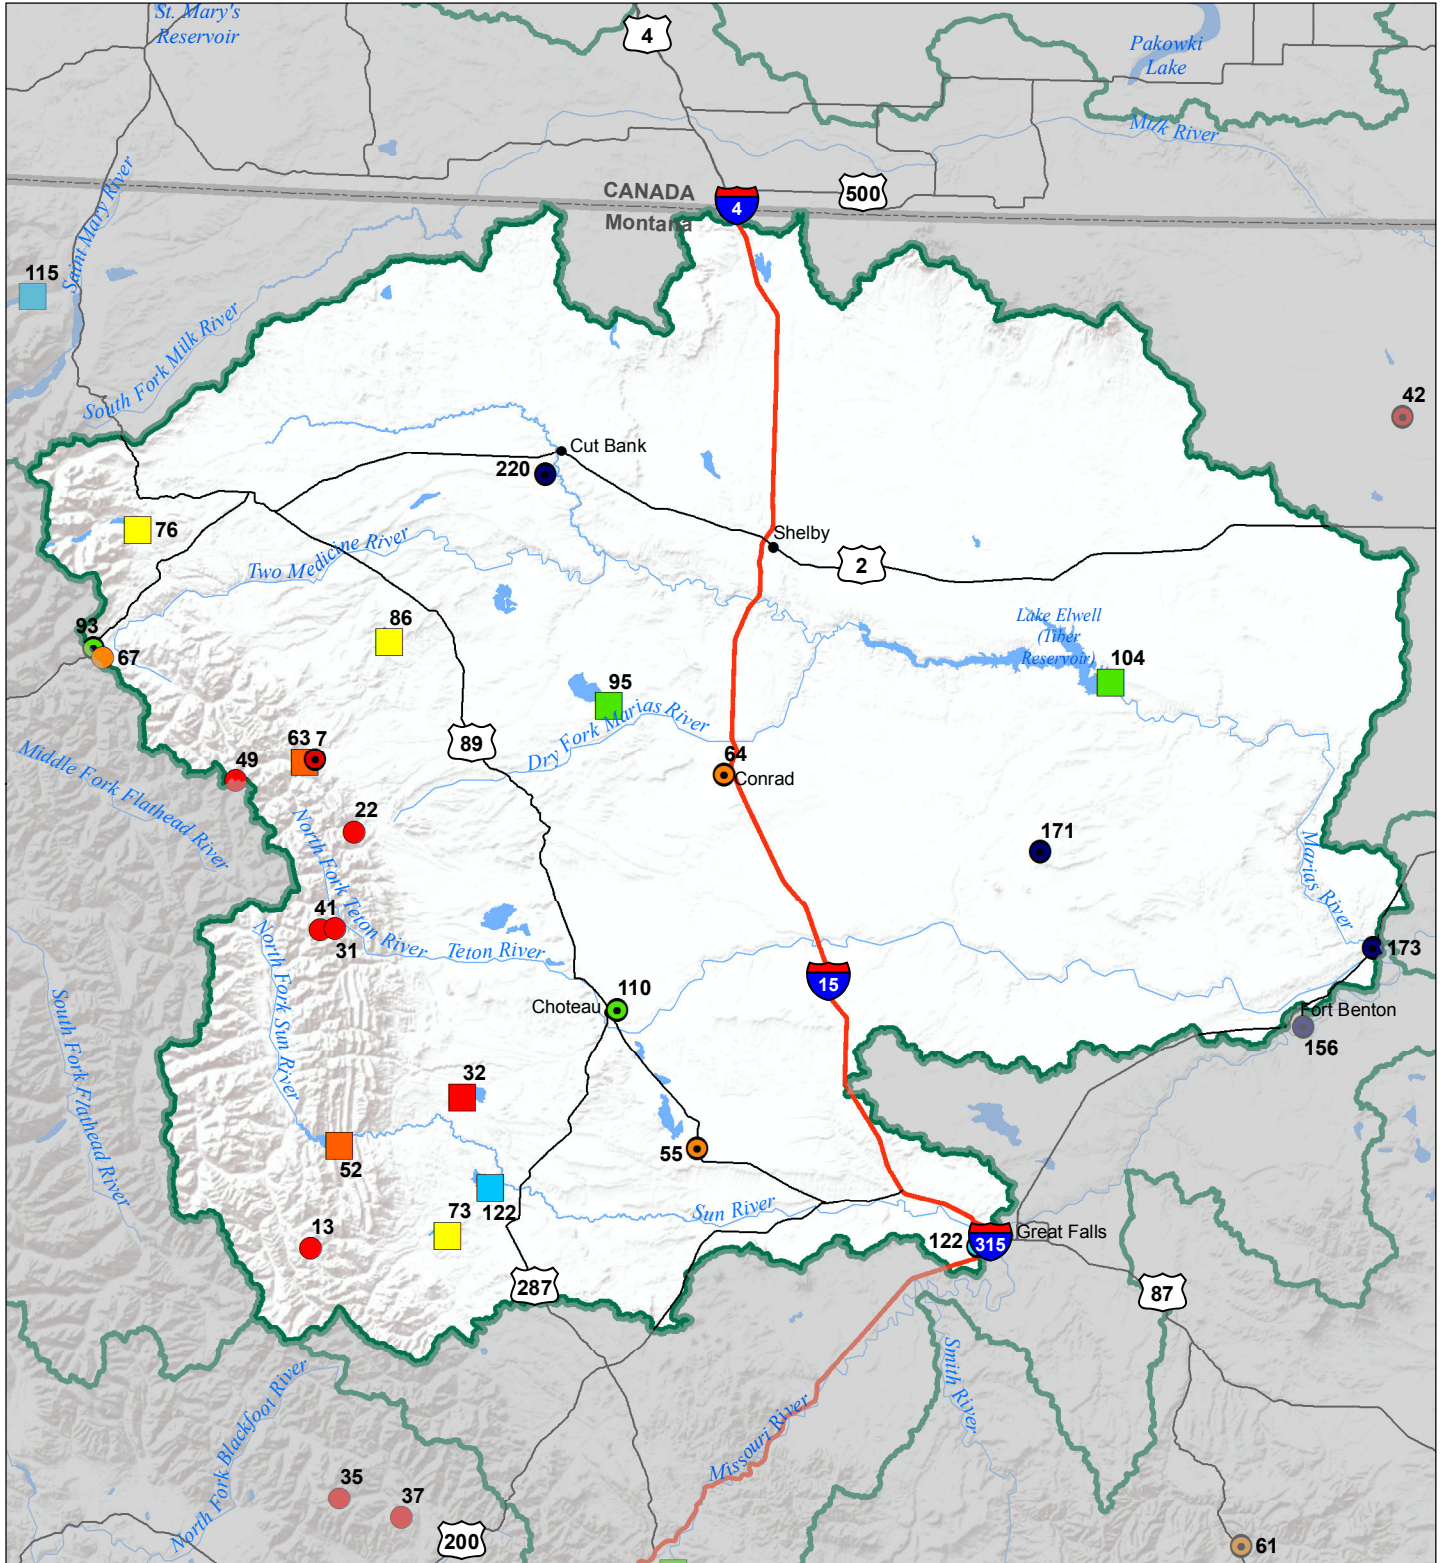 St. Mary's
Reservoir
4
Pakowki
Lake
Milk River
CANADA
Montana
4
500
Saint Mary River
115
South Fork Milk River
42
Cut Bank
220
76
Shelby
2
Two Medicine River
86
93
67
Lake Elwell
(Tiber
Reservoir)
104
95
Dry Fork Marias River
89
63
7
49
64
Conrad
Middle Fork Flathead River
22
North Fork Teton River
171
Marias River
41
31
Teton River
173
North Fork Sun River
15
110
Choteau
Fort Benton
156
South Fork Flathead River
32
52
55
122
Sun River
73
13
122
315
Great Falls
287
87
Smith River
Missouri River
North Fork Blackfoot River
35
37
200
61